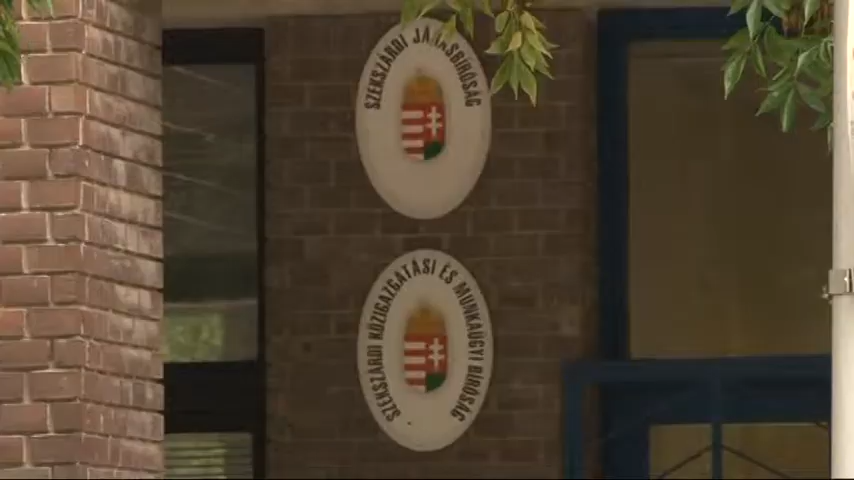 SZEKSZÁRDI JÁRÁSBÍRÓSÁG
SZEKSZÁRDI KÖZIGAZGATÁSI ÉS MUNKAÜGYI BÍRÓSÁG